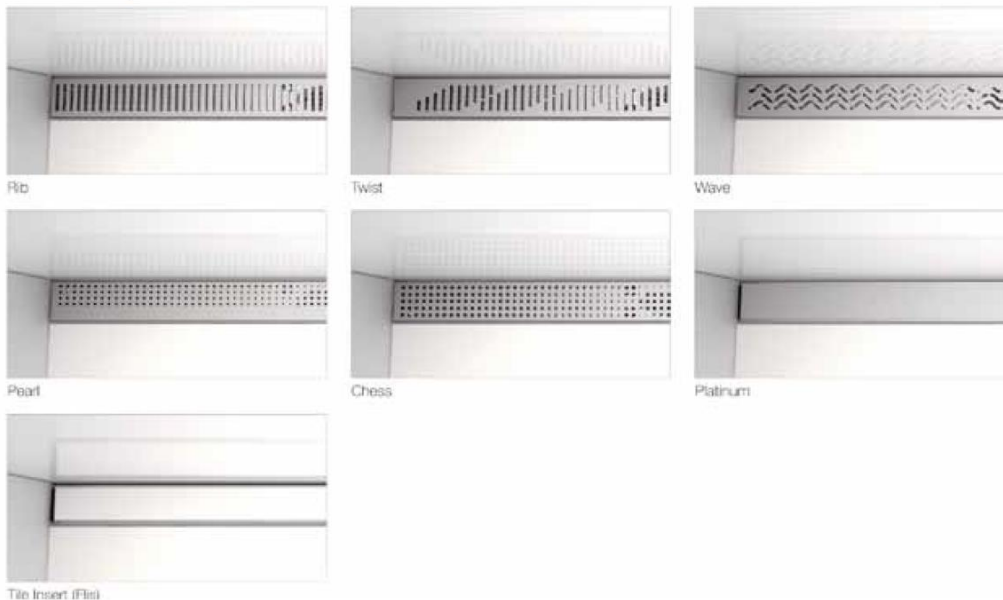 Rib
Twist
Wave
Pearl
Chess
Platinum
Tile Insert (Flis)